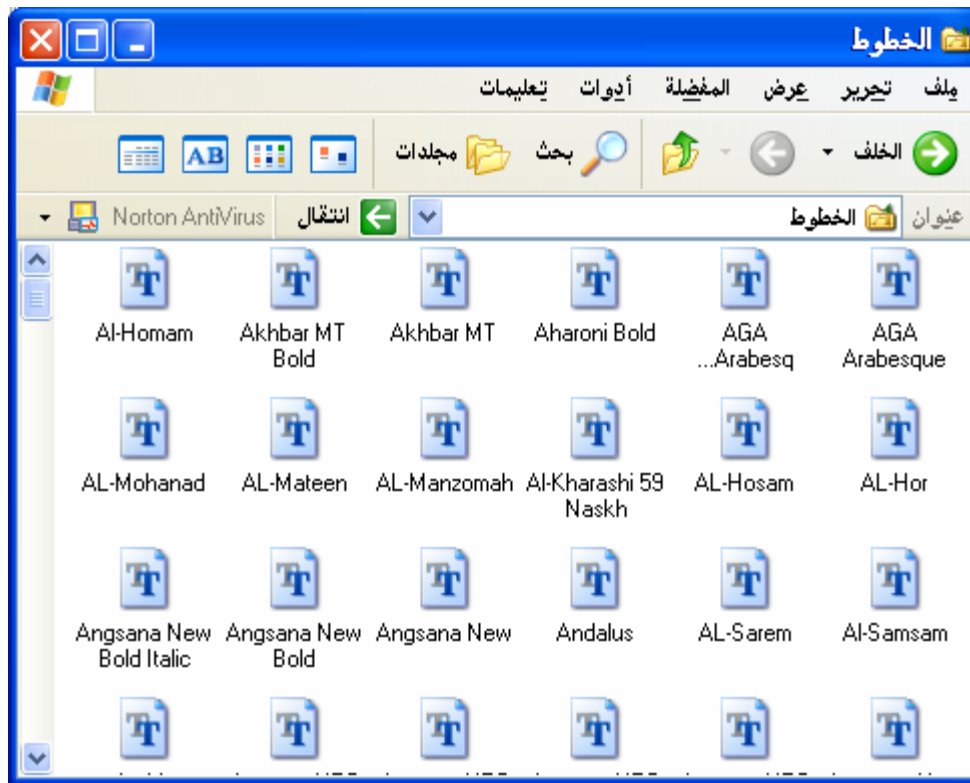 الخطوط
ملف تحرير عرض المفضلة أدوات تعليمات
الخلف بحث مجلدات
عنوان الخطوط انتقال Norton AntiVirus
AGA Arabesque
AGA Arabesq...
Aharoni Bold
Akhbar MT
Akhbar MT Bold
Al-Homam
AL-Hor
AL-Hosam
Al-Kharashi 59 Naskh
AL-Manzomah
AL-Mateen
AL-Mohanad
Al-Samsam
AL-Sarem
Andalus
Angsana New
Angsana New Bold
Angsana New Bold Italic